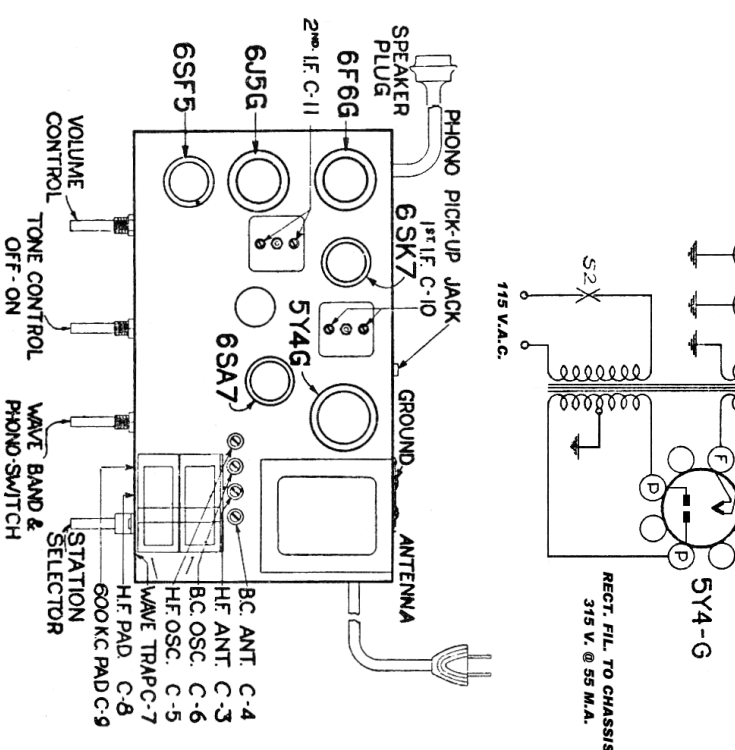 SPEAKER
PLUG
6F6G
2ND. I.F. C-11
6J5G
6SF5
PHONO PICK-UP JACK
6SK7
1ST. I.F. C-10
5Y4G
6SA7
VOLUME
CONTROL
TONE CONTROL
OFF-ON
WAVE BAND &
PHONO-SWITCH
STATION
SELECTOR
GROUND
ANTENNA
B.C. ANT. C-4
H.F. ANT. C-3
B.C. OSC. C-6
H.F. OSC. C-5
WAVE TRAP C-7
H.F. PAD. C-8
600 KC. PAD C-9
S2
115 V.A.C.
F
P
P
5Y4-G
RECT. FIL. TO CHASSIS
315 V. @ 55 M.A.